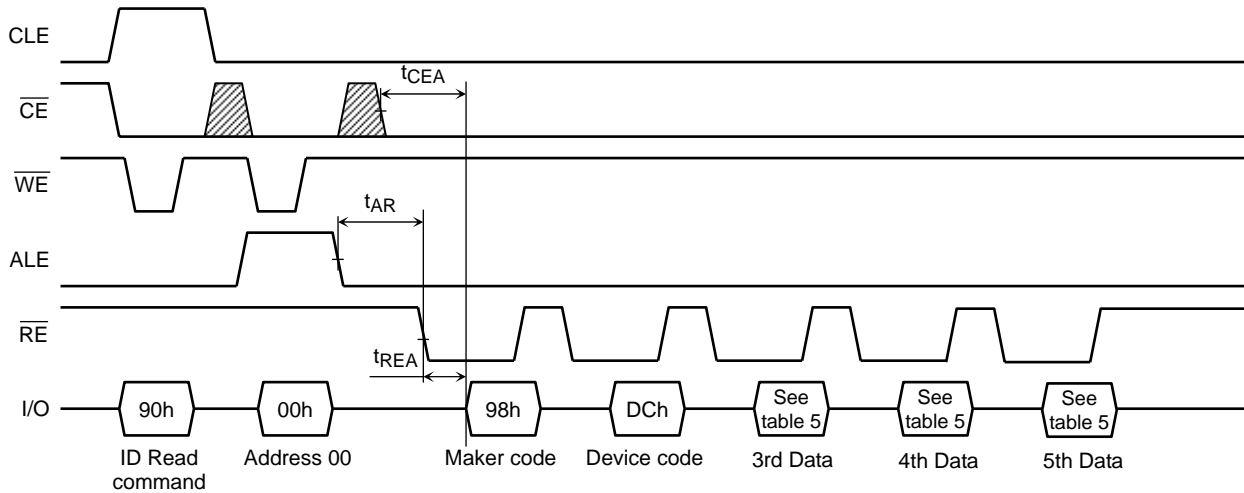 CLE
tCEA
CE
WE
tAR
ALE
RE
tREA
I/O
90h
00h
98h
DCh
See
table 5
See
table 5
See
table 5
ID Read
command
Address 00
Maker code
Device code
3rd Data
4th Data
5th Data